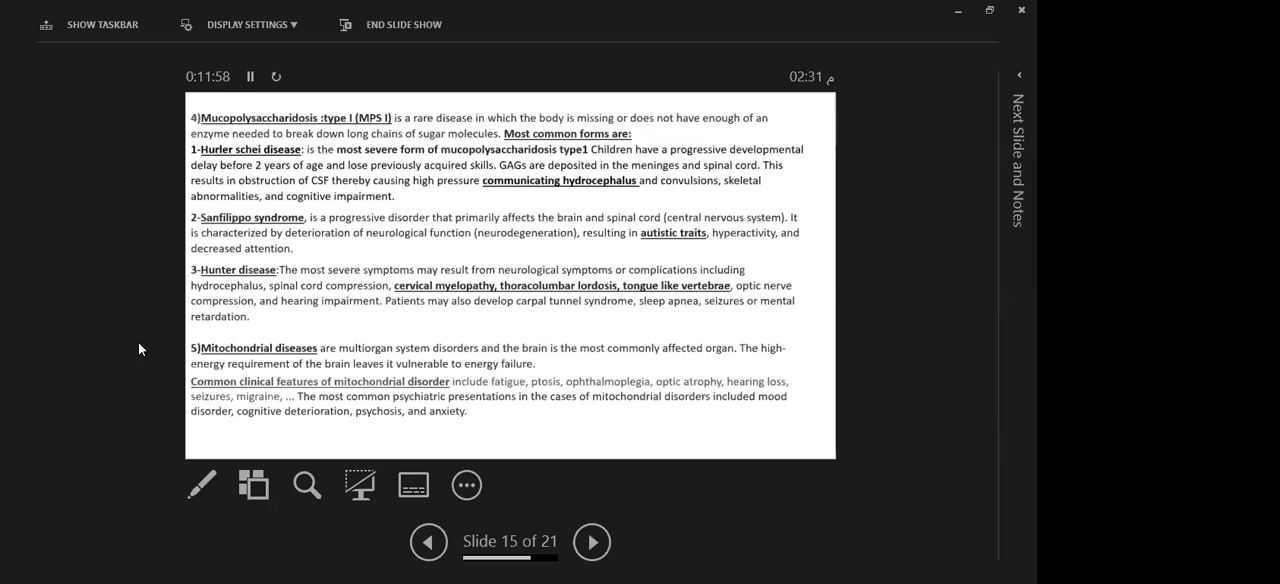 SHOW TASKBAR
DISPLAY SETTINGS ▼
END SLIDE SHOW
0:11:58
02:31 م
4)Mucopolysaccharidosis :type I (MPS I) is a rare disease in which the body is missing or does not have enough of an
enzyme needed to break down long chains of sugar molecules. Most common forms are:
1-Hurler schei disease: is the most severe form of mucopolysaccharidosis type1 Children have a progressive developmental
delay before 2 years of age and lose previously acquired skills. GAGs are deposited in the meninges and spinal cord. This
results in obstruction of CSF thereby causing high pressure communicating hydrocephalus and convulsions, skeletal
abnormalities, and cognitive impairment.
2-Sanfilippo syndrome, is a progressive disorder that primarily affects the brain and spinal cord (central nervous system). It
is characterized by deterioration of neurological function (neurodegeneration), resulting in autistic traits, hyperactivity, and
decreased attention.
3-Hunter disease:The most severe symptoms may result from neurological symptoms or complications including
hydrocephalus, spinal cord compression, cervical myelopathy, thoracolumbar lordosis, tongue like vertebrae, optic nerve
compression, and hearing impairment. Patients may also develop carpal tunnel syndrome, sleep apnea, seizures or mental
retardation.
5)Mitochondrial diseases are multiorgan system disorders and the brain is the most commonly affected organ. The high-
energy requirement of the brain leaves it vulnerable to energy failure.
Common clinical features of mitochondrial disorder include fatigue, ptosis, ophthalmoplegia, optic atrophy, hearing loss,
seizures, migraine, ... The most common psychiatric presentations in the cases of mitochondrial disorders included mood
disorder, cognitive deterioration, psychosis, and anxiety.
Slide 15 of 21
Next Slide and Notes